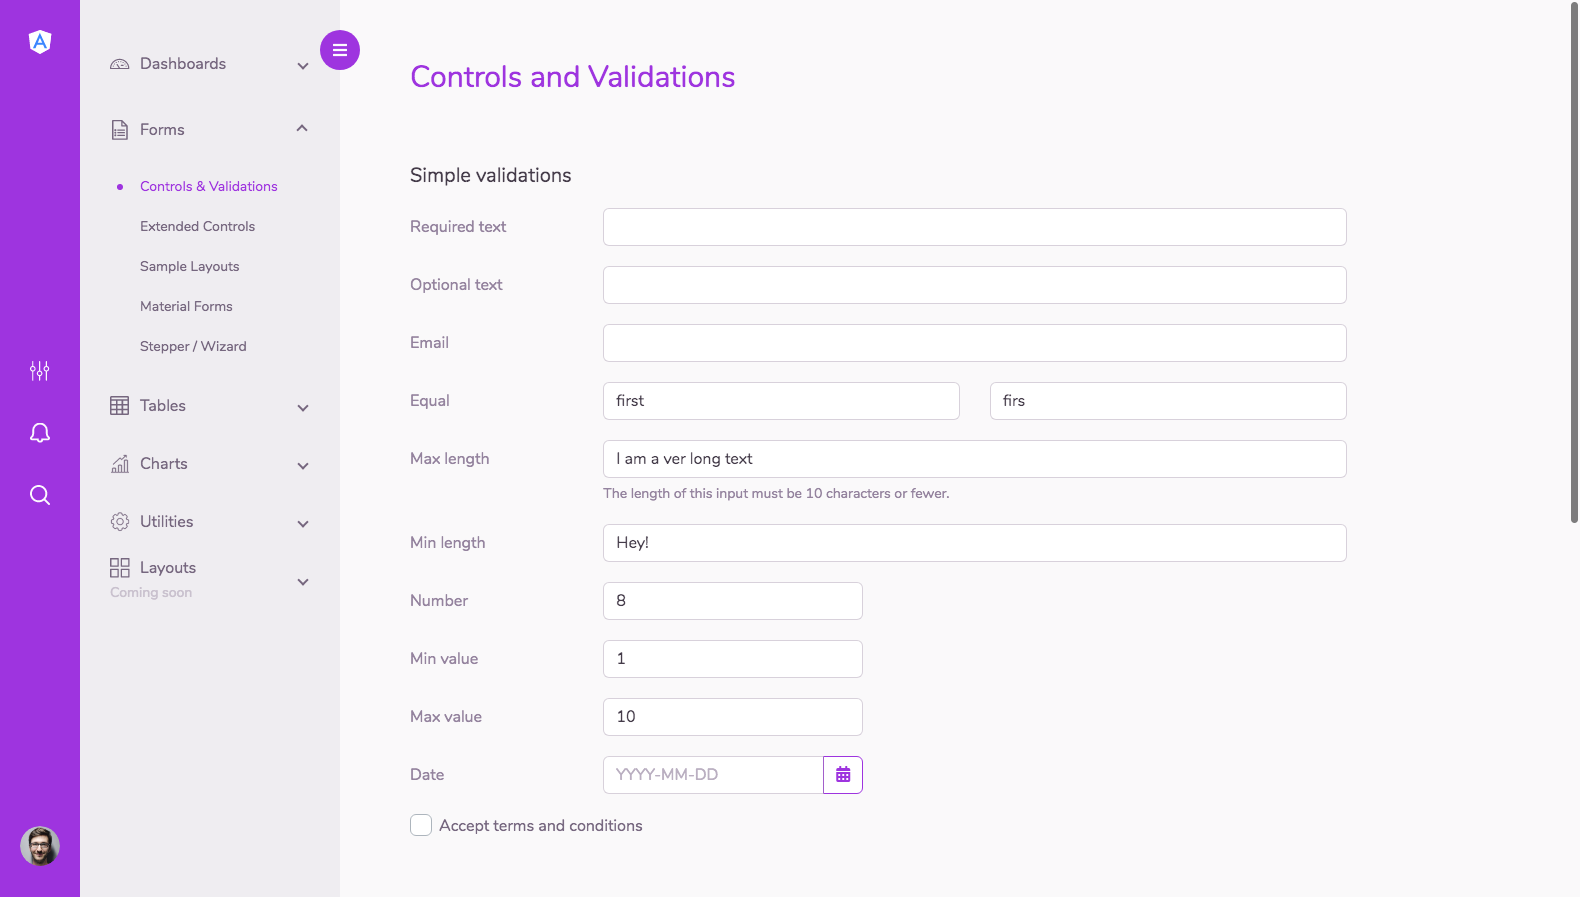 Dashboards
Forms
Controls & Validations
Extended Controls
Sample Layouts
Material Forms
Stepper / Wizard
Tables
Charts
Utilities
Layouts
Coming soon
Controls and Validations
Simple validations
Required text
Optional text
Email
Equal first firs
Max length I am a ver long text
The length of this input must be 10 characters or fewer.
Min length Hey!
Number 8
Min value 1
Max value 10
Date YYYY-MM-DD
Accept terms and conditions